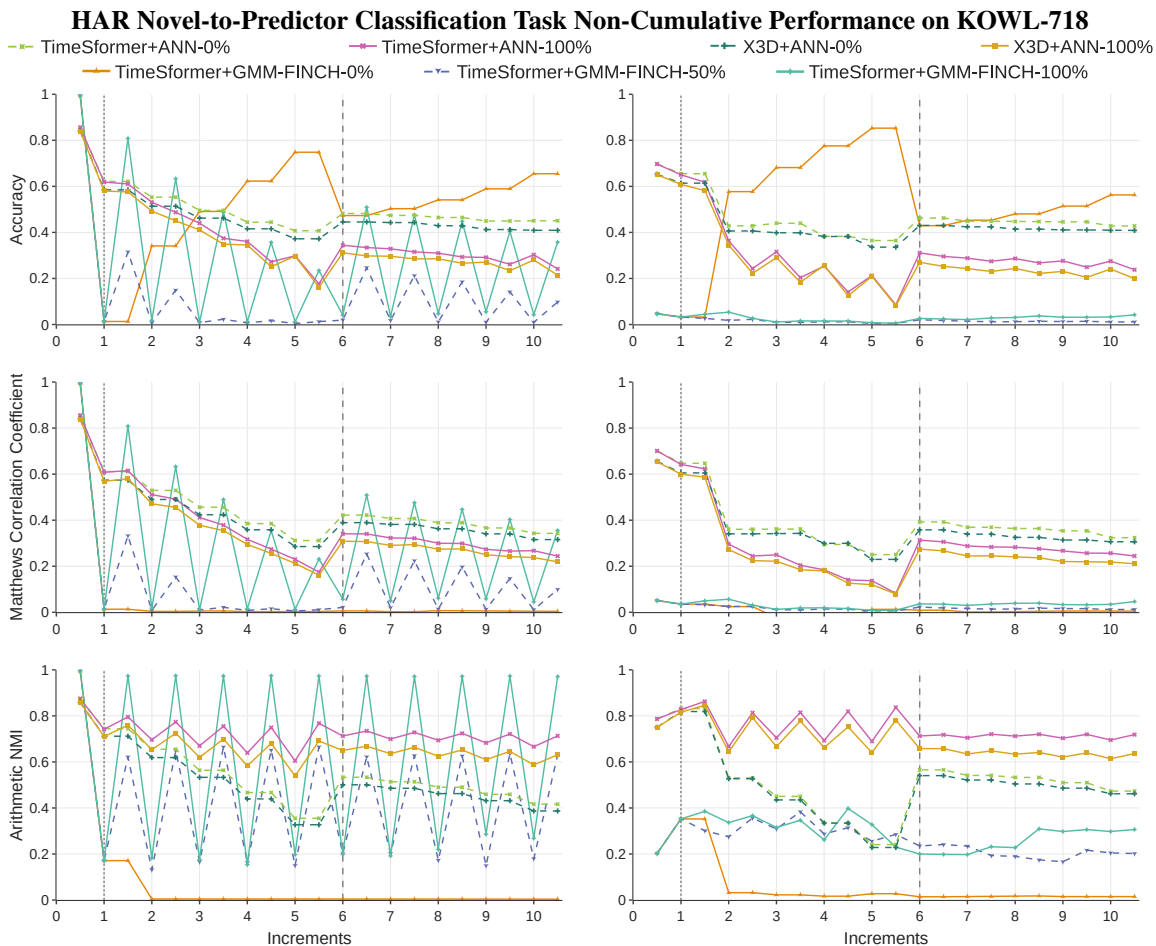 HAR Novel-to-Predictor Classification Task Non-Cumulative Performance on KOWL-718
TimeSformer+ANN-0% TimeSformer+ANN-100% X3D+ANN-0% X3D+ANN-100%
TimeSformer+GMM-FINCH-0% TimeSformer+GMM-FINCH-50% TimeSformer+GMM-FINCH-100%
Accuracy
1
0.8
0.6
0.4
0.2
0
0 1 2 3 4 5 6 7 8 9 10
1
0.8
0.6
0.4
0.2
0
0 1 2 3 4 5 6 7 8 9 10
Matthews Correlation Coefficient
1
0.8
0.6
0.4
0.2
0
0 1 2 3 4 5 6 7 8 9 10
1
0.8
0.6
0.4
0.2
0
0 1 2 3 4 5 6 7 8 9 10
Arithmetic NMI
1
0.8
0.6
0.4
0.2
0
0 1 2 3 4 5 6 7 8 9 10
Increments
1
0.8
0.6
0.4
0.2
0
0 1 2 3 4 5 6 7 8 9 10
Increments